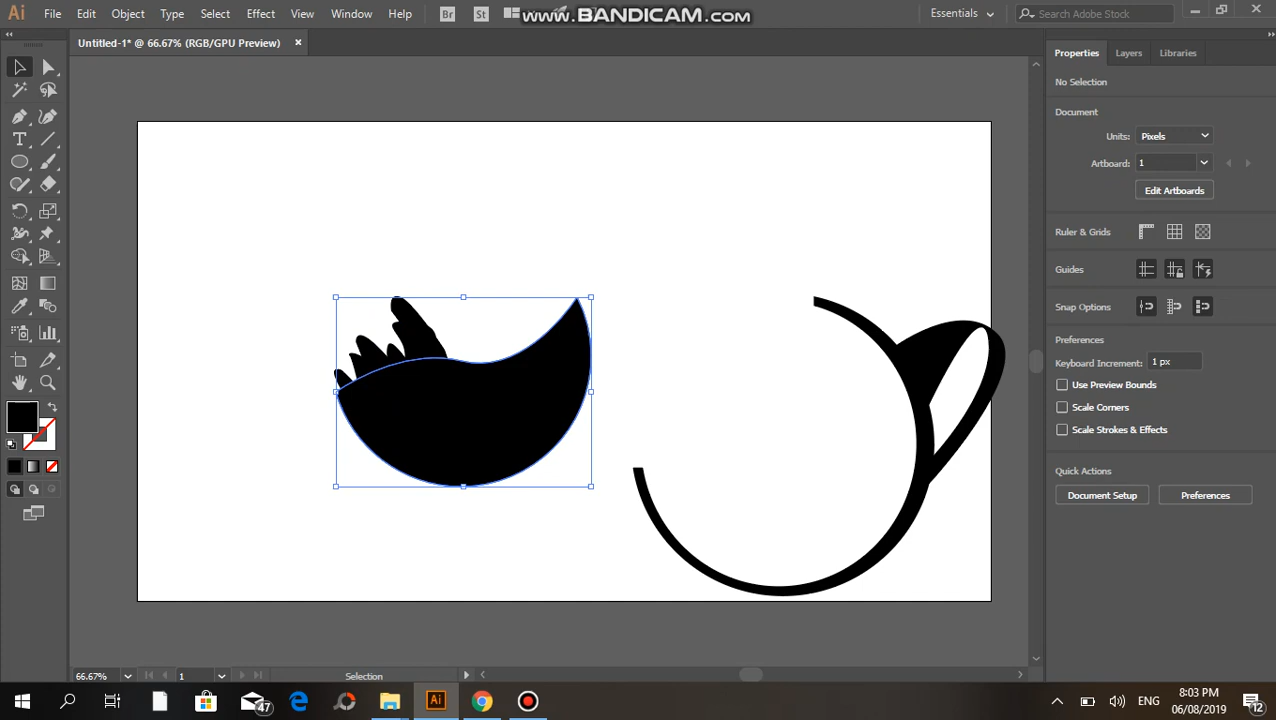 Ai File Edit Object Type Select Effect View Window Help Br St www.BANDICAM.com Essentials Search Adobe Stock
Untitled-1* @ 66.67% (RGB/GPU Preview)
Properties Layers Libraries
No Selection
Document
Units: Pixels
Artboard: 1
Edit Artboards
Ruler & Grids
Guides
Snap Options
Preferences
Keyboard Increment: 1 px
Use Preview Bounds
Scale Corners
Scale Strokes & Effects
Quick Actions
Document Setup Preferences
66.67% 1 Selection
47 Ai ENG 8:03 PM
06/08/2019 12